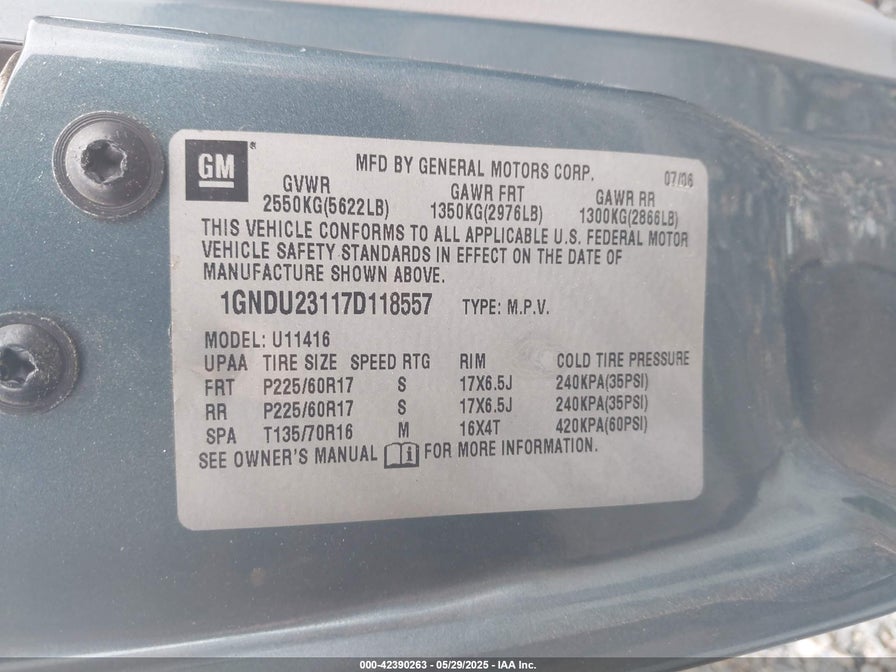 GM ®
MFD BY GENERAL MOTORS CORP. 07/06
GVWR GAWR FRT GAWR RR
2550KG(5622LB) 1350KG(2976LB) 1300KG(2866LB)
THIS VEHICLE CONFORMS TO ALL APPLICABLE U.S. FEDERAL MOTOR
VEHICLE SAFETY STANDARDS IN EFFECT ON THE DATE OF
MANUFACTURE SHOWN ABOVE.
1GNDU23117D118557 TYPE: M.P.V.
MODEL: U11416
UPAA TIRE SIZE SPEED RTG RIM COLD TIRE PRESSURE
FRT P225/60R17 S 17X6.5J 240KPA(35PSI)
RR P225/60R17 S 17X6.5J 240KPA(35PSI)
SPA T135/70R16 M 16X4T 420KPA(60PSI)
SEE OWNER'S MANUAL FOR MORE INFORMATION.
000-42390263 - 05/29/2025 - IAA Inc.